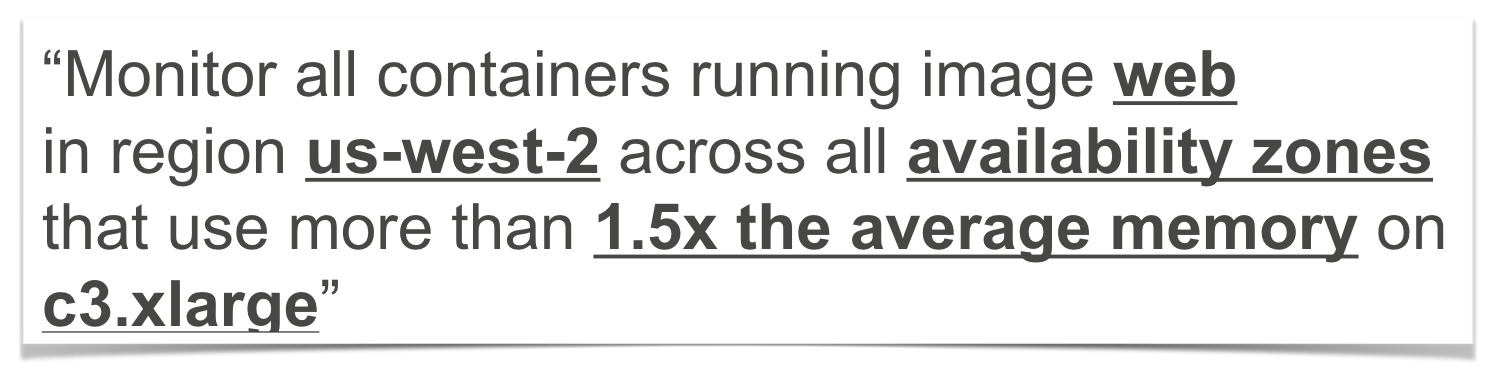 “Monitor all containers running image web
in region us-west-2 across all availability zones
that use more than 1.5x the average memory on
c3.xlarge”